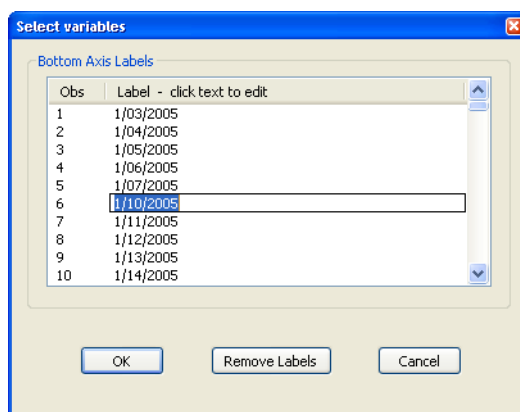 Select variables
Bottom Axis Labels
Obs Label - click text to edit
1 1/03/2005
2 1/04/2005
3 1/05/2005
4 1/06/2005
5 1/07/2005
6 1/10/2005
7 1/11/2005
8 1/12/2005
9 1/13/2005
10 1/14/2005
OK Remove Labels Cancel